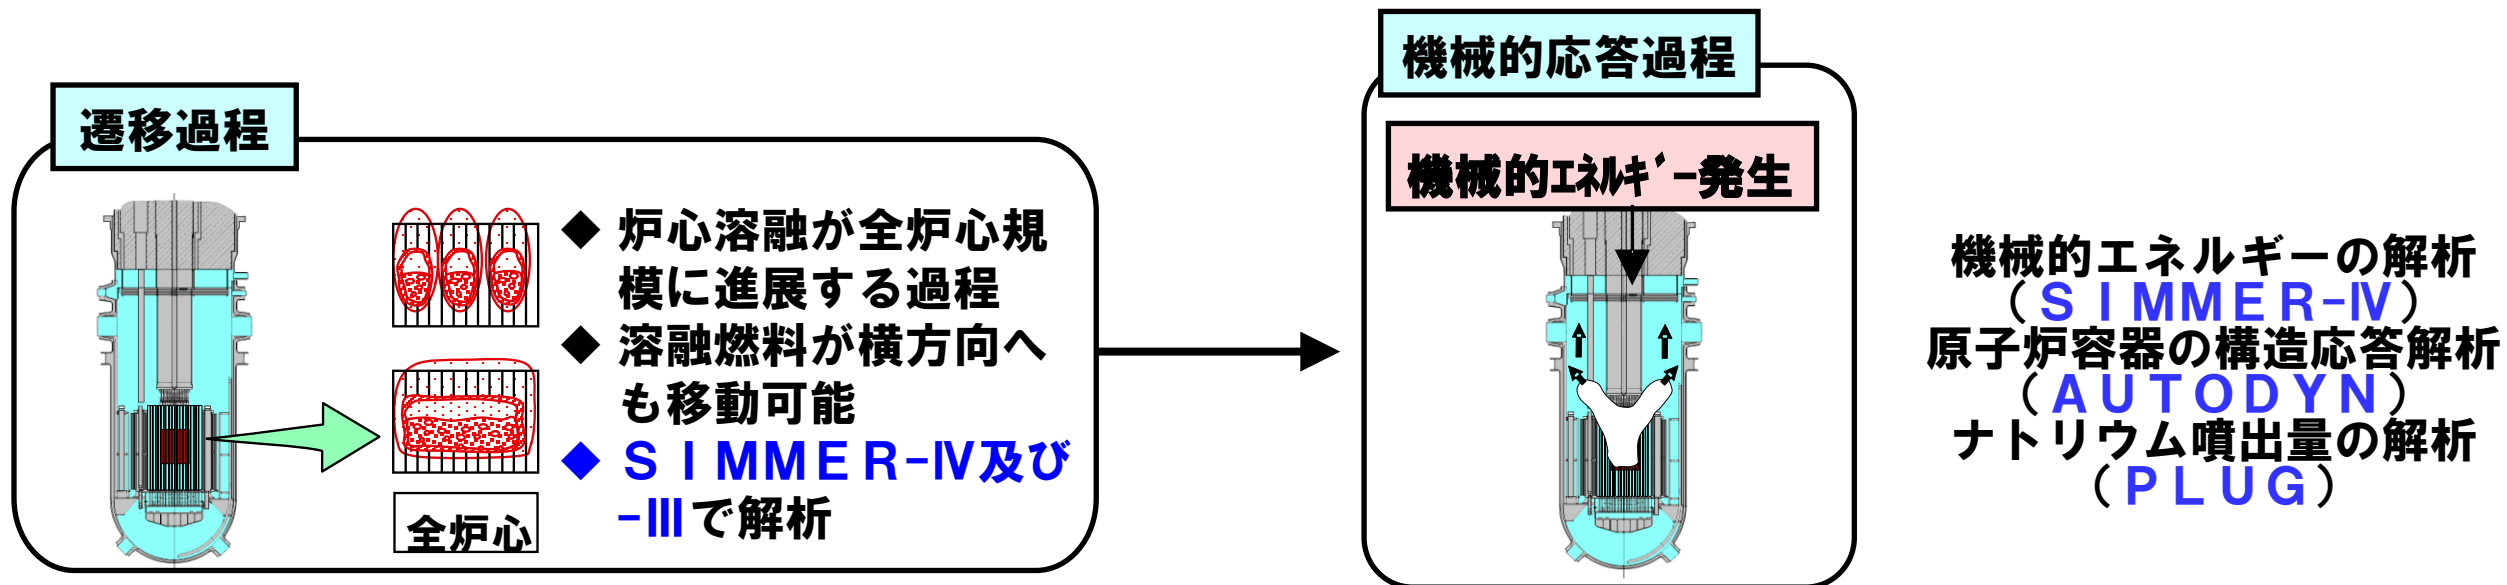 遷移過程
◆ 炉心溶融が全炉心規
模に進展する過程
◆ 溶融燃料が横方向へ
も移動可能
◆ ＳＩＭＭＥＲ−Ⅳ及び
−Ⅲで解析
全炉心
機械的応答過程
機械的ｴﾈﾙｷﾞｰ発生
機械的エネルギーの解析
（ＳＩＭＭＥＲ−Ⅳ）
原子炉容器の構造応答解析
（ＡＵＴＯＤＹＮ）
ナトリウム噴出量の解析
（ＰＬＵＧ）